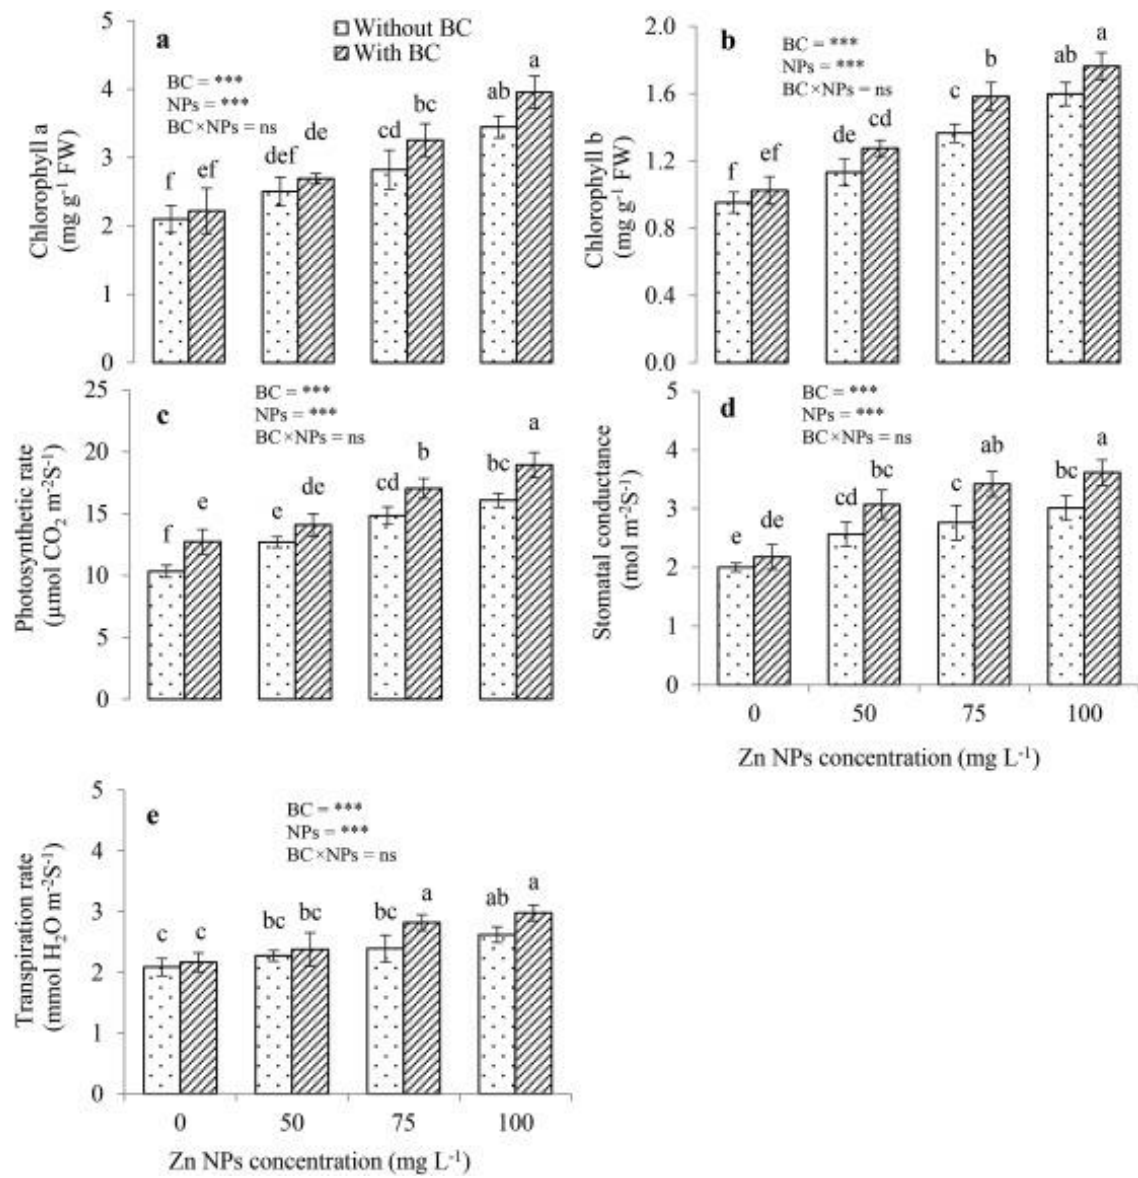 a
Without BC
With BC
BC = ***
NPs = ***
BC×NPs = ns
Chlorophyll a
(mg g-1 FW)
5
4
3
2
1
0
f
ef
def
de
cd
bc
ab
a
b
BC = ***
NPs = ***
BC×NPs = ns
Chlorophyll b
(mg g-1 FW)
2.0
1.6
1.2
0.8
0.4
0.0
f
ef
de
cd
c
b
ab
a
c
BC = ***
NPs = ***
BC×NPs = ns
Photosynthetic rate
(µmol CO2 m-2S-1)
25
20
15
10
5
0
f
e
e
de
cd
b
bc
a
d
BC = ***
NPs = ***
BC×NPs = ns
Stomatal conductance
(mol m-2S-1)
5
4
3
2
1
0
e
de
cd
bc
c
ab
bc
a
0
50
75
100
Zn NPs concentration (mg L-1)
e
BC = ***
NPs = ***
BC×NPs = ns
Transpiration rate
(mmol H2O m-2S-1)
5
4
3
2
1
0
c
c
bc
bc
bc
a
ab
a
0
50
75
100
Zn NPs concentration (mg L-1)